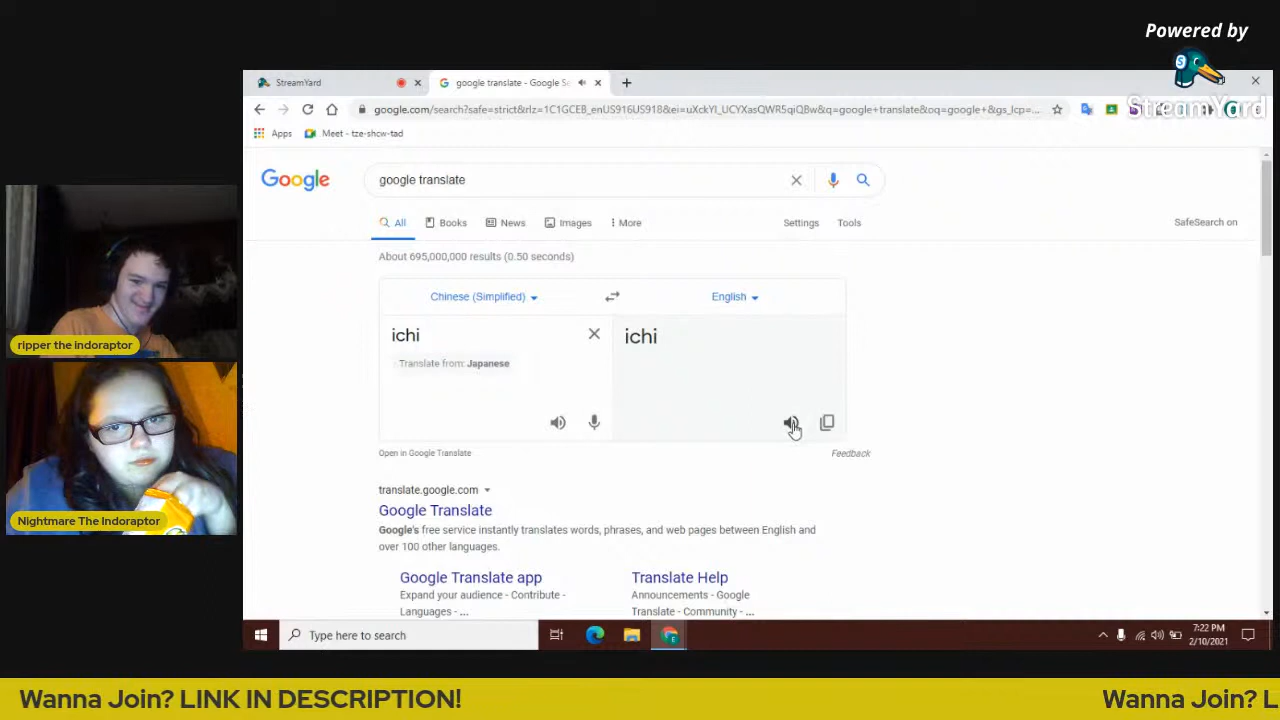 Powered by
StreamYard
StreamYard
google translate - Google Se
google.com/search?safe=strict&rlz=1C1GCEB_enUS916US918&ei=uXckYI_UCYXasQWR5qiQBw&q=google+translate&oq=google+&gs_lcp=...
Apps
Meet - tze-shcw-tad
Google
google translate
All
Books
News
Images
More
Settings
Tools
SafeSearch on
About 695,000,000 results (0.50 seconds)
Chinese (Simplified)
English
ichi
ichi
Translate from: Japanese
Open in Google Translate
Feedback
translate.google.com
Google Translate
Google's free service instantly translates words, phrases, and web pages between English and
over 100 other languages.
Google Translate app
Expand your audience - Contribute -
Languages - ...
Translate Help
Announcements - Google
Translate - Community - ...
ripper the indoraptor
Nightmare The Indoraptor
Type here to search
7:22 PM
2/10/2021
Wanna Join? LINK IN DESCRIPTION!
Wanna Join? L